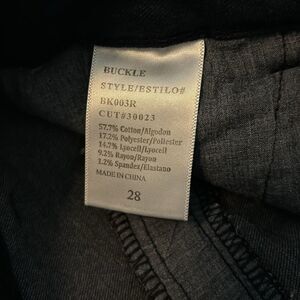 BUCKLE
STYLE/ESTILO#
BK003R
CUT#30023
57.7% Cotton/Algodon
17.2% Polyester/Poliester
14.7% Lyocell/Lyocell
9.2% Rayon/Rayon
1.2% Spandex/Elastano
MADE IN CHINA
28